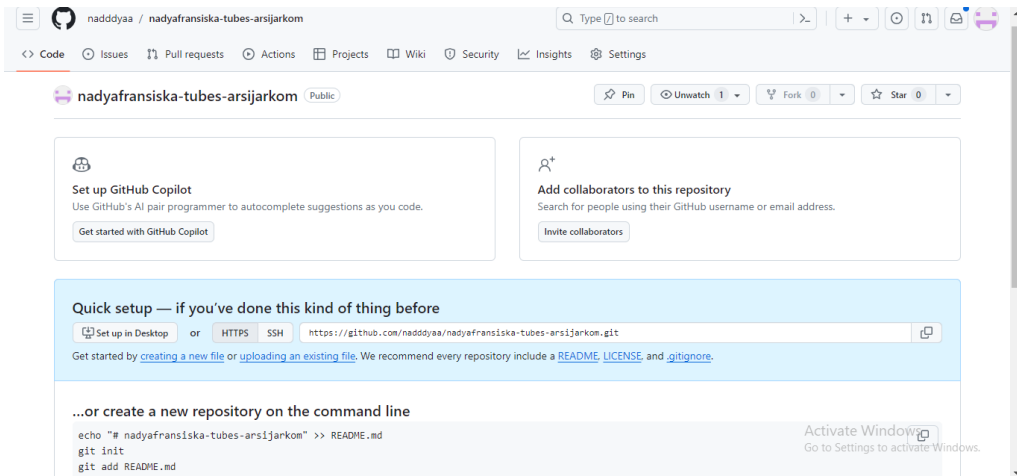 nadddyaa / nadyafransiska-tubes-arsijarkom
Type / to search
Code Issues Pull requests Actions Projects Wiki Security Insights Settings
nadyafransiska-tubes-arsijarkom Public
Pin Unwatch 1 Fork 0 Star 0
Set up GitHub Copilot
Use GitHub's AI pair programmer to autocomplete suggestions as you code.
Get started with GitHub Copilot
Add collaborators to this repository
Search for people using their GitHub username or email address.
Invite collaborators
Quick setup — if you've done this kind of thing before
Set up in Desktop or HTTPS SSH https://github.com/nadddyaa/nadyafransiska-tubes-arsijarkom.git
Get started by creating a new file or uploading an existing file. We recommend every repository include a README, LICENSE, and .gitignore.
...or create a new repository on the command line
echo "# nadyafransiska-tubes-arsijarkom" >> README.md
git init
git add README.md
Activate Windows
Go to Settings to activate Windows.